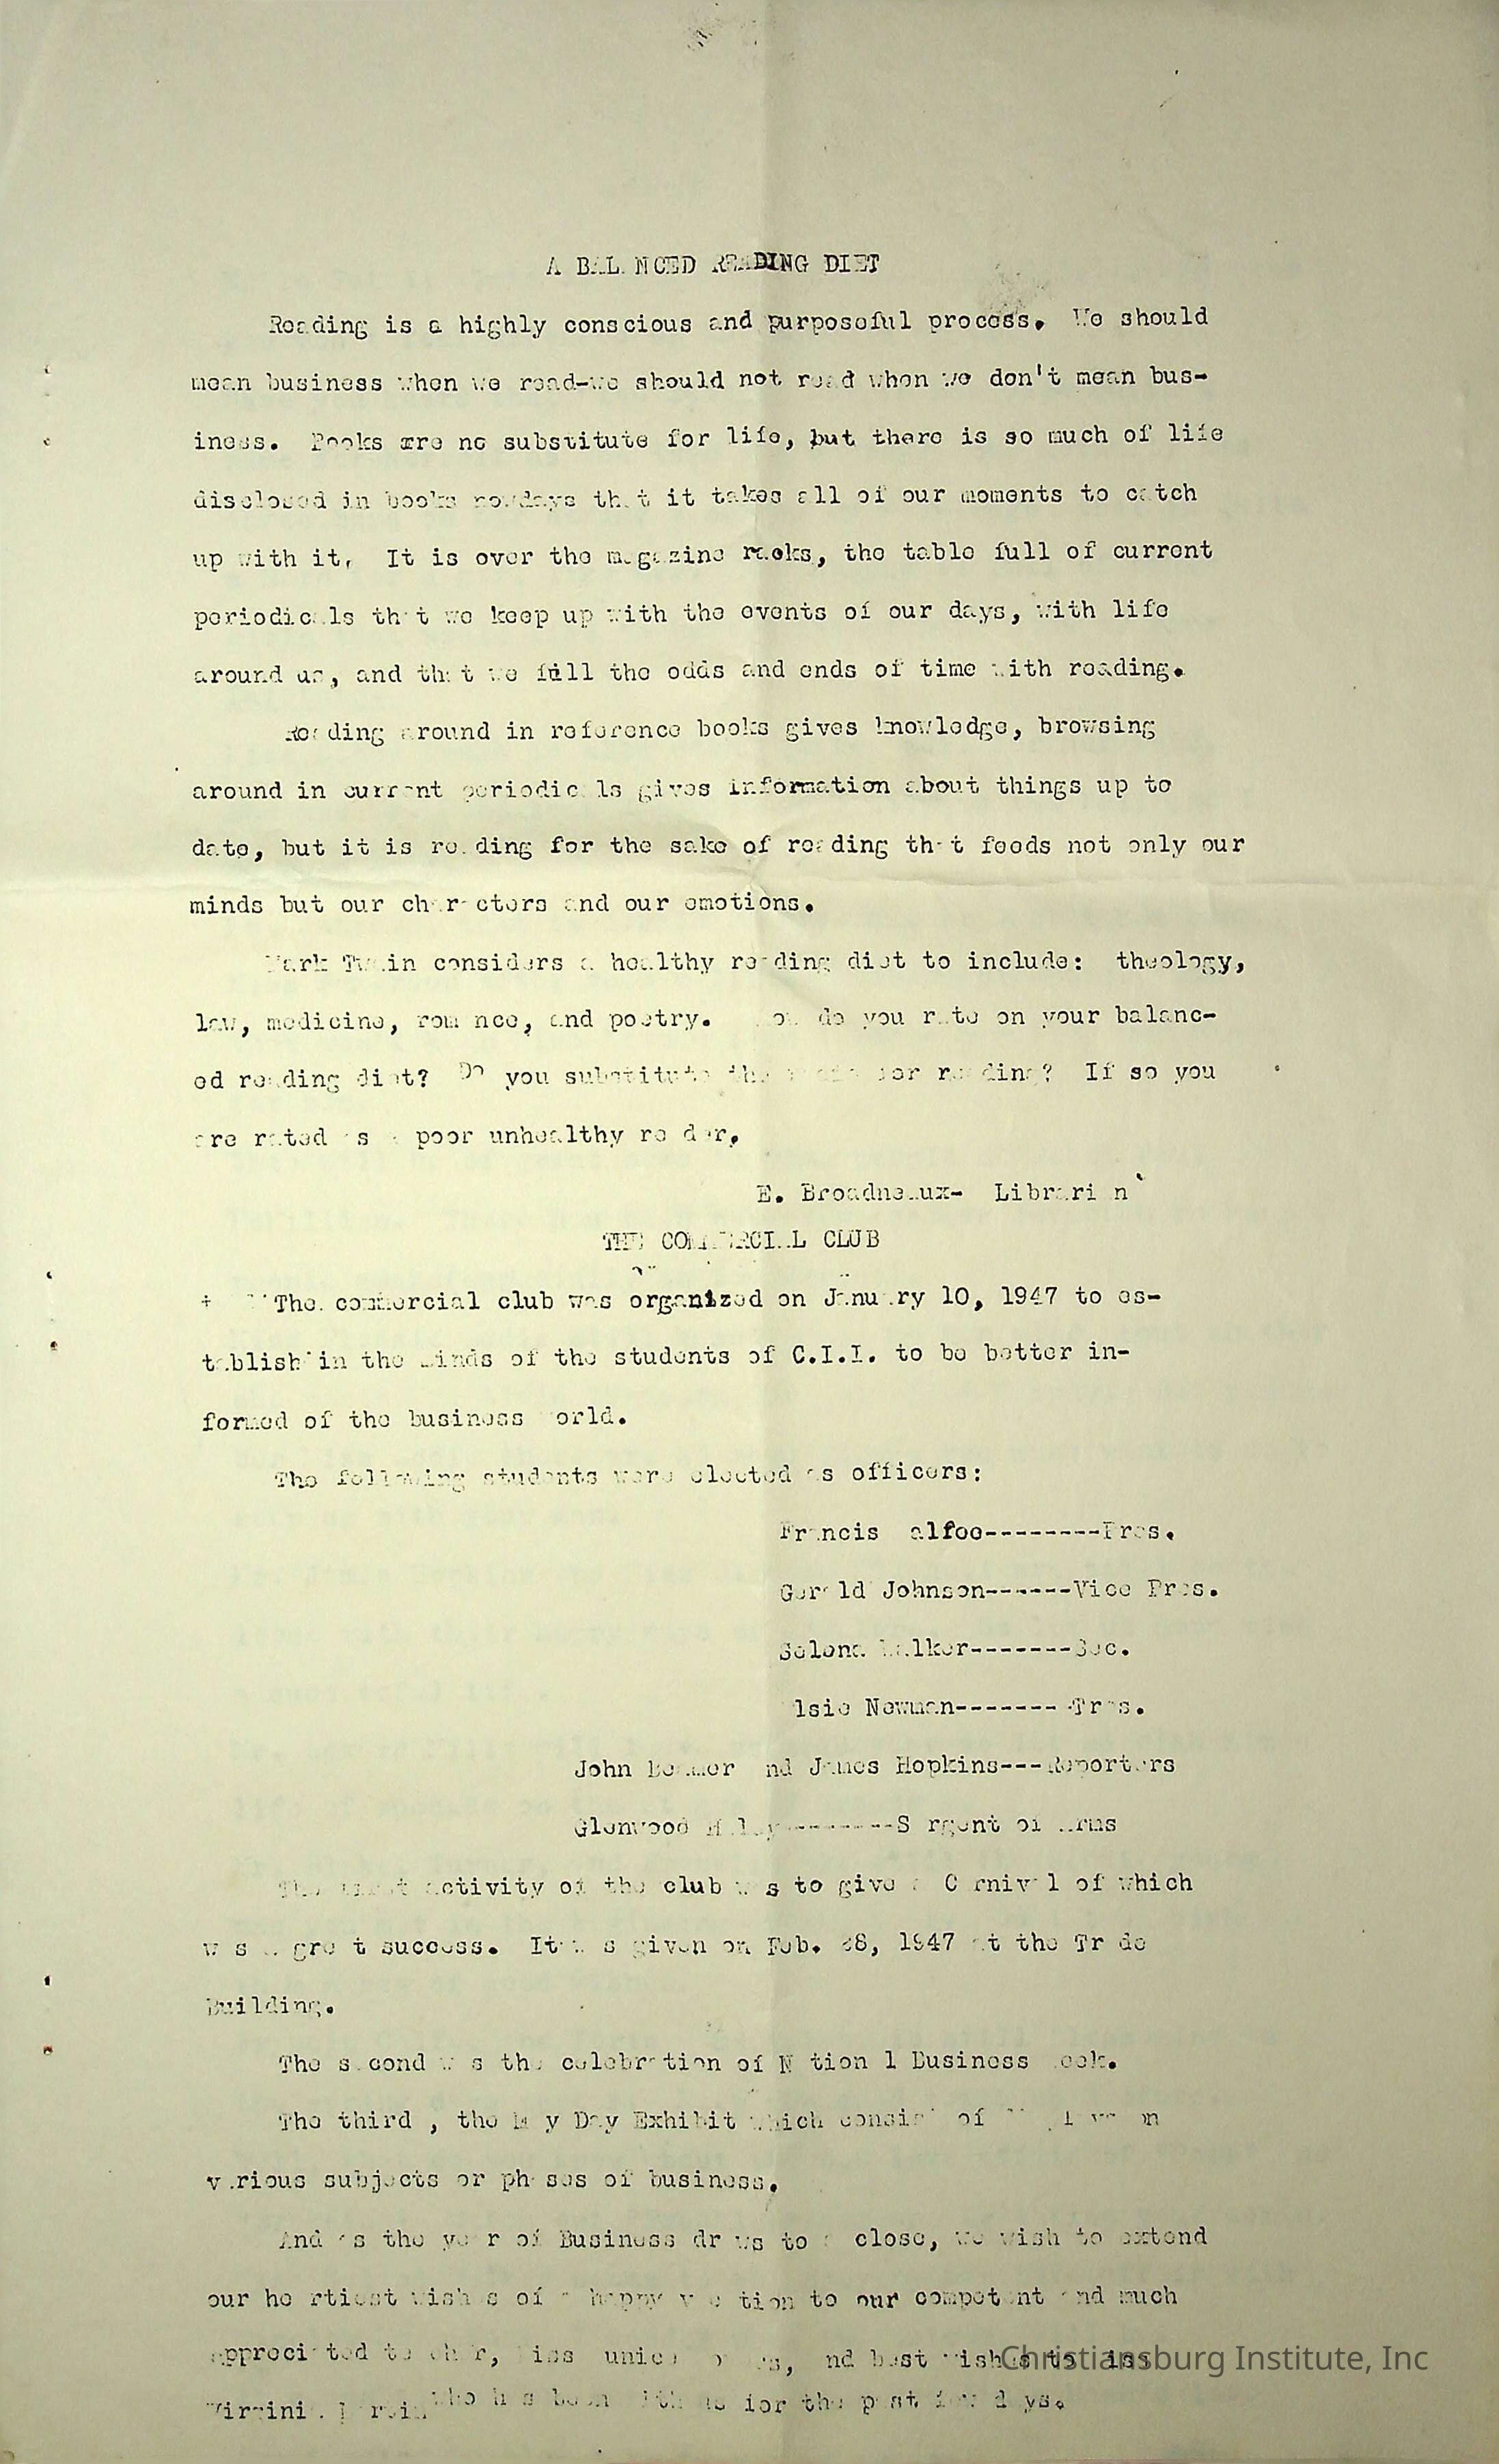 A BALANCED READING DIET
Reading is a highly conscious and purposeful process. We should
mean business when we read-we should not read when we don't mean bus-
iness. Books are no substitute for life, but there is so much of life
disclosed in books nowdays that it takes all of our moments to catch
up with it. It is over the magazine racks, the table full of current
periodicals that we keep up with the events of our days, with life
around us, and that we fill the odds and ends of time with reading.
Reading around in reference books gives knowledge, browsing
around in current periodicals gives information about things up to
date, but it is reading for the sake of reading that feeds not only our
minds but our characters and our emotions.
Mark Twain considers a healthy reading diet to include: theology,
law, medicine, romance, and poetry. How do you rate on your balanc-
ed reading diet? Do you substitute the radio for reading? If so you
are rated as a poor unhealthy reader.
E. Broadneaux- Librarian
THE COMMERCIAL CLUB
The commercial club was organized on January 10, 1947 to es-
tablish in the minds of the students of C.I.I. to be better in-
formed of the business world.
The following students were elected as officers:
Francis --------Pres.
Gerald Johnson------Vice Pres.
Selena Walker-------Sec.
Elsie Newman-------Tres.
John and James Hopkins---Reporters
Glenwood --------Sargent of Arms
The first activity of the club was to give a Carnival of which
was a great success. It was given on Feb. 28, 1947 at the Trade
Building.
The second was the celebration of National Business Week.
The third , the May Day Exhibit which of on
various subjects or phases of business.
And as the year of Business draws to a close, we wish to extend
our heartiest wishes of a happy vacation to our competent and much
appreciated teacher, Miss and best wishes to Miss
Virginia who has been with us for the past few days.
Christiansburg Institute, Inc